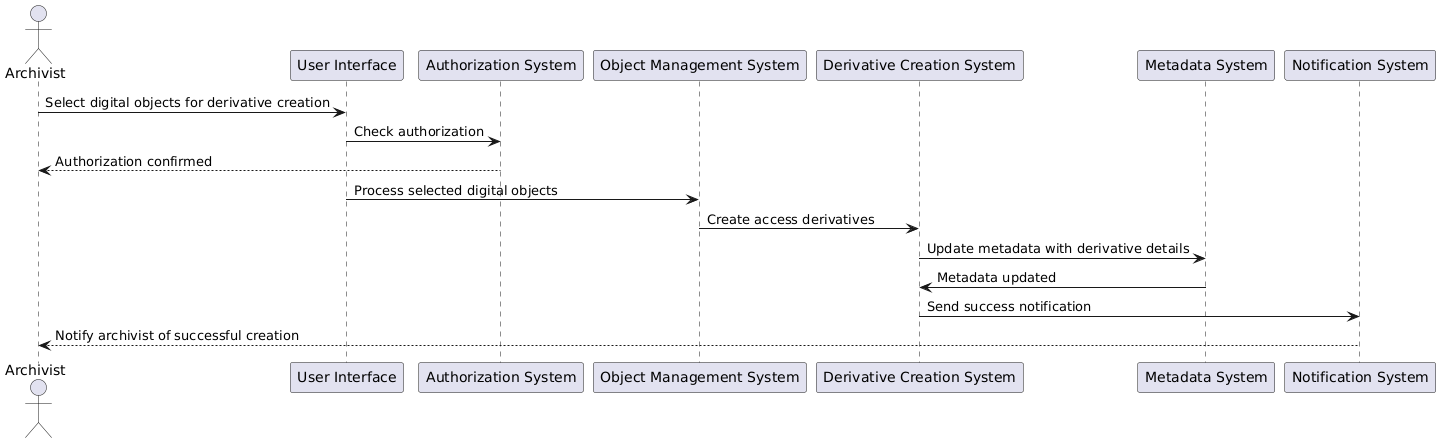 Archivist
User Interface
Authorization System
Object Management System
Derivative Creation System
Metadata System
Notification System
Select digital objects for derivative creation
Check authorization
Authorization confirmed
Process selected digital objects
Create access derivatives
Update metadata with derivative details
Metadata updated
Send success notification
Notify archivist of successful creation
Archivist
User Interface
Authorization System
Object Management System
Derivative Creation System
Metadata System
Notification System